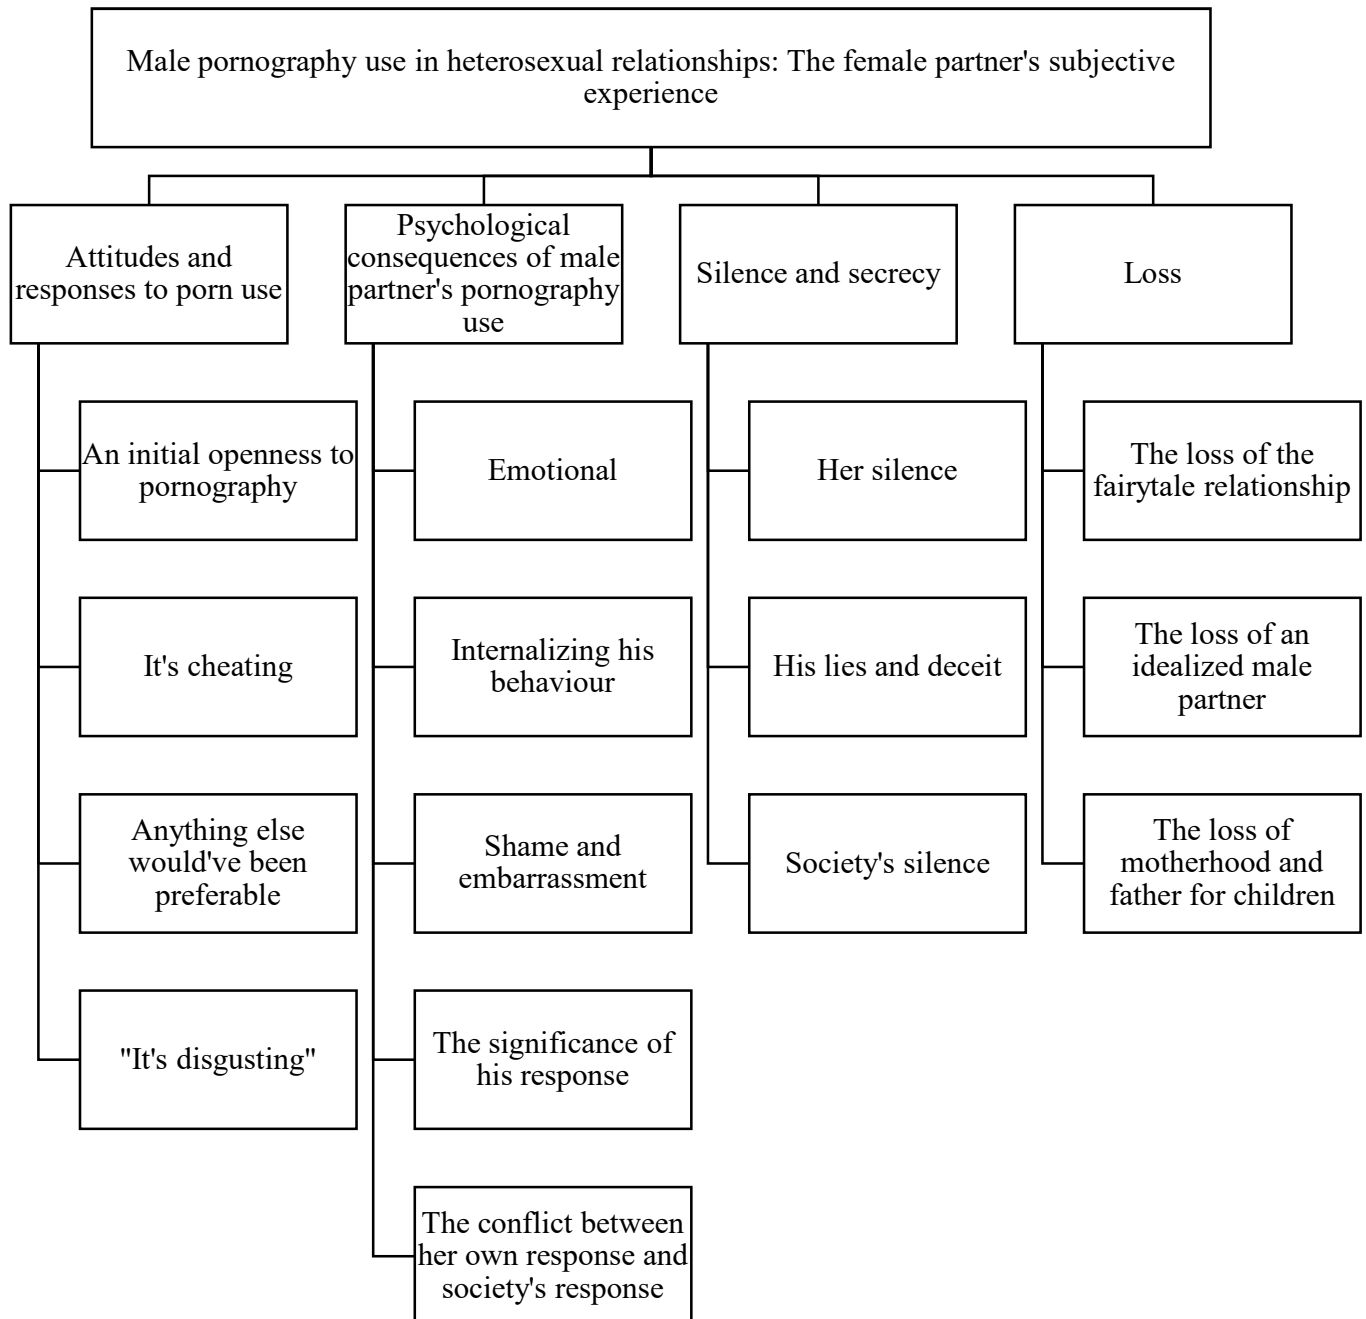 Male pornography use in heterosexual relationships: The female partner's subjective
experience
Attitudes and
responses to porn use
An initial openness to
pornography
It's cheating
Anything else
would've been
preferable
"It's disgusting"
Psychological
consequences of male
partner's pornography
use
Emotional
Internalizing his
behaviour
Shame and
embarrassment
The significance of
his response
The conflict between
her own response and
society's response
Silence and secrecy
Her silence
His lies and deceit
Society's silence
Loss
The loss of the
fairytale relationship
The loss of an
idealized male
partner
The loss of
motherhood and
father for children